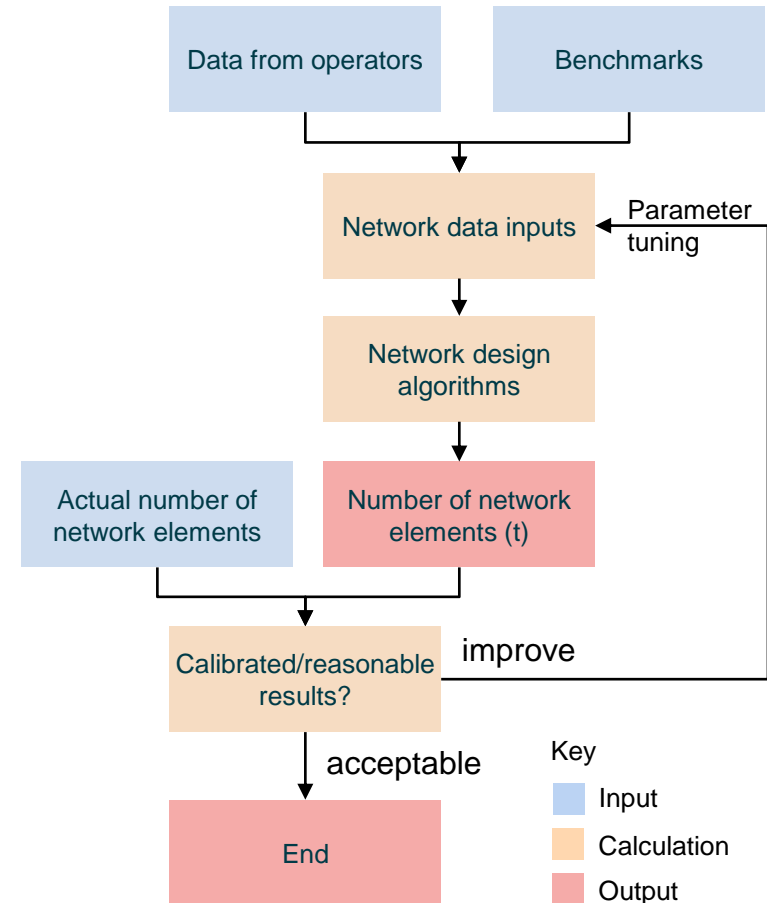 Data from operators
Benchmarks
Network data inputs
Parameter
tuning
Network design
algorithms
Actual number of
network elements
Number of network
elements (t)
Calibrated/reasonable
results?
improve
acceptable
End
Key
Input
Calculation
Output